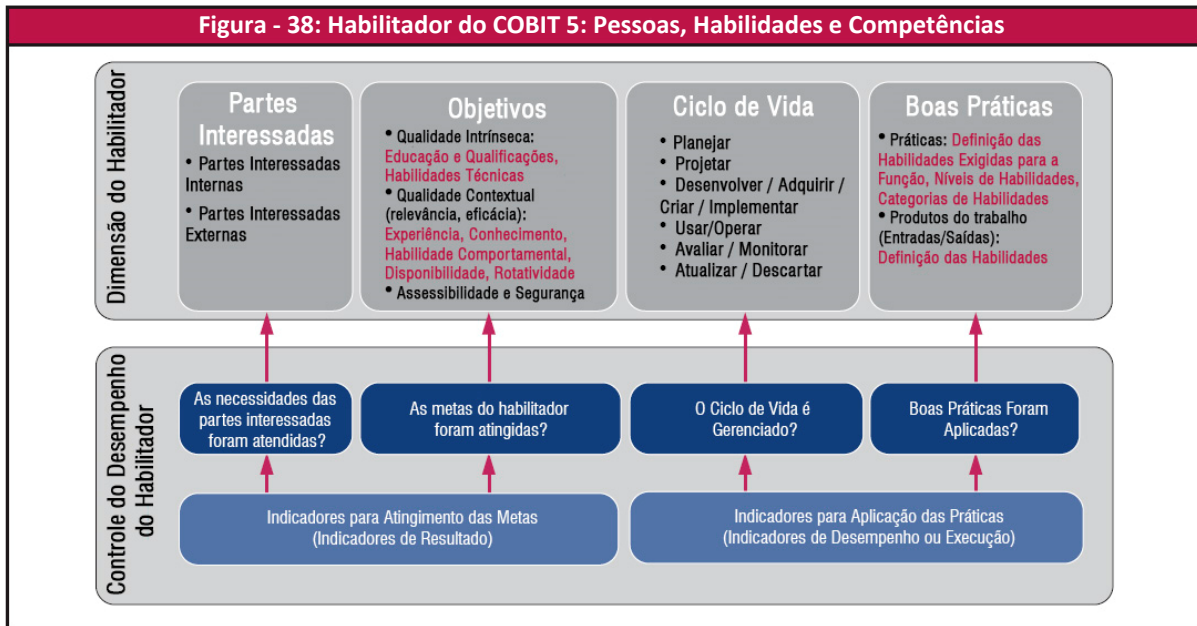 Figura - 38: Habilitador do COBIT 5: Pessoas, Habilidades e Competências
Dimensão do Habilitador
Partes
Interessadas
• Partes Interessadas
Internas
• Partes Interessadas
Externas
Objetivos
• Qualidade Intrínseca:
Educação e Qualificações,
Habilidades Técnicas
• Qualidade Contextual
(relevância, eficácia):
Experiência, Conhecimento,
Habilidade Comportamental,
Disponibilidade, Rotatividade
• Assessibilidade e Segurança
Ciclo de Vida
• Planejar
• Projetar
• Desenvolver / Adquirir /
Criar / Implementar
• Usar/Operar
• Avaliar / Monitorar
• Atualizar / Descartar
Boas Práticas
• Práticas: Definição das
Habilidades Exigidas para a
Função, Níveis de Habilidades,
Categorias de Habilidades
• Produtos do trabalho
(Entradas/Saídas):
Definição das Habilidades
Controle do Desempenho
do Habilitador
As necessidades das
partes interessadas
foram atendidas?
As metas do habilitador
foram atingidas?
O Ciclo de Vida é
Gerenciado?
Boas Práticas Foram
Aplicadas?
Indicadores para Atingimento das Metas
(Indicadores de Resultado)
Indicadores para Aplicação das Práticas
(Indicadores de Desempenho ou Execução)